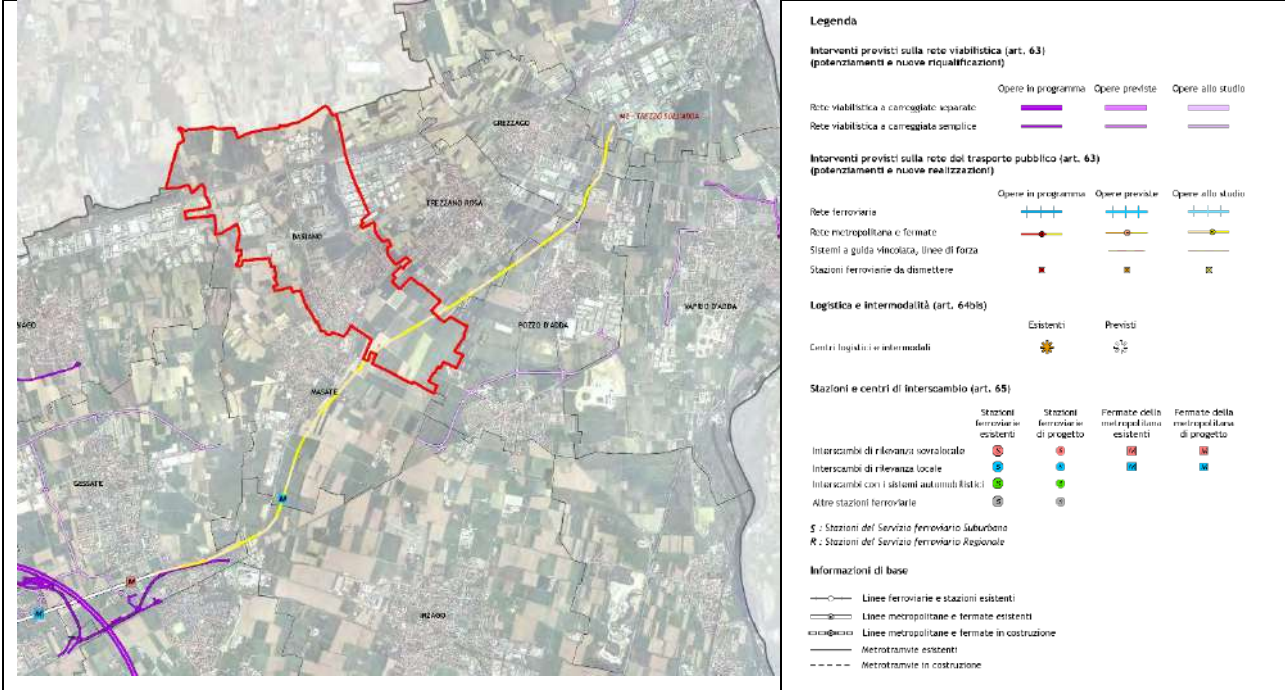 GREZZAGO
M2 - TREZZO SULL'ADDA
TREZZANO ROSA
BASIANO
VAPRIO D'ADDA
POZZO D'ADDA
MASATE
GESSATE
INZAGO
M
M
M
Legenda
Interventi previsti sulla rete viabilistica (art. 63)
(potenziamenti e nuove riqualificazioni)
Opere in programma Opere previste Opere allo studio
Rete viabilistica a carreggiate separate
Rete viabilistica a carreggiata semplice
Interventi previsti sulla rete del trasporto pubblico (art. 63)
(potenziamenti e nuove realizzazioni)
Opere in programma Opere previste Opere allo studio
Rete ferroviaria
Rete metropolitana e fermate
Sistemi a guida vincolata, linee di forza
Stazioni ferroviarie da dismettere
Logistica e intermodalità (art. 64bis)
Esistenti Previsti
Centri logistici e intermodali
Stazioni e centri di interscambio (art. 65)
Stazioni ferroviarie esistenti
Stazioni ferroviarie di progetto
Fermate della metropolitana esistenti
Fermate della metropolitana di progetto
Interscambi di rilevanza sovralocale S S M M
Interscambi di rilevanza locale S S M M
Interscambi con i sistemi automobilistici S S
Altre stazioni ferroviarie S S
S : Stazioni del Servizio ferroviario Suburbano
R : Stazioni del Servizio ferroviario Regionale
Informazioni di base
Linee ferroviarie e stazioni esistenti
Linee metropolitane e fermate esistenti
Linee metropolitane e fermate in costruzione
Metrotramvie esistenti
Metrotramvie in costruzione